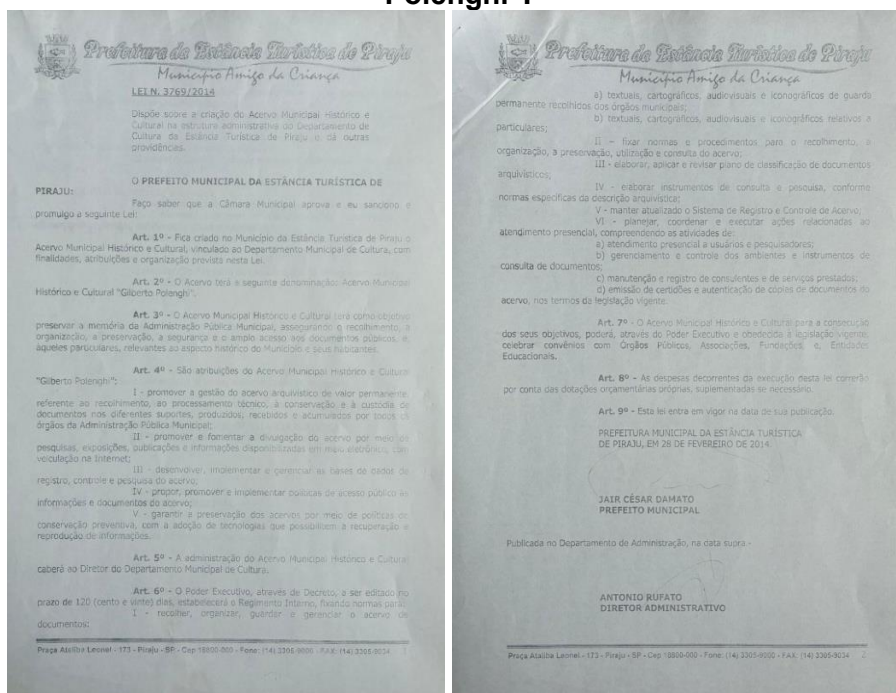 Polenghi 1
Prefeitura da Estância Turística de Piraju
Município Amigo da Criança
LEI N. 3769/2014
Dispõe sobre a criação do Acervo Municipal Histórico e
Cultural na estrutura administrativa do Departamento de
Cultura da Estância Turística de Piraju e dá outras
providências.
O PREFEITO MUNICIPAL DA ESTÂNCIA TURÍSTICA DE
PIRAJU:
Faço saber que a Câmara Municipal aprova e eu sanciono e
promulgo a seguinte Lei:
Art. 1º - Fica criado no Município da Estância Turística de Piraju o
Acervo Municipal Histórico e Cultural, vinculado ao Departamento Municipal de Cultura, com
finalidades, atribuições e organização prevista nesta Lei.
Art. 2º - O Acervo terá a seguinte denominação: Acervo Municipal
Histórico e Cultural "Gilberto Polenghi".
Art. 3º - O Acervo Municipal Histórico e Cultural terá como objetivo
preservar a memória da Administração Pública Municipal, assegurando o recolhimento, a
organização, a preservação, a segurança e o amplo acesso aos documentos públicos, e,
àqueles particulares, relevantes ao aspecto histórico do Município e seus habitantes.
Art. 4º - São atribuições do Acervo Municipal Histórico e Cultural
"Gilberto Polenghi":
I - promover a gestão do acervo arquivístico de valor permanente,
referente ao recolhimento, ao processamento técnico, à conservação e à custódia de
documentos nos diferentes suportes, produzidos, recebidos e acumulados por todos os
órgãos da Administração Pública Municipal;
II - promover e fomentar a divulgação do acervo por meio de
pesquisas, exposições, publicações e informações disponibilizadas em meio eletrônico, com
veiculação na Internet;
III - desenvolver, implementar e gerenciar as bases de dados de
registro, controle e pesquisa do acervo;
IV - propor, promover e implementar políticas de acesso público às
informações e documentos do acervo;
V - garantir a preservação dos acervos por meio de políticas de
conservação preventiva, com a adoção de tecnologias que possibilitem a recuperação e
reprodução de informações.
Art. 5º - A administração do Acervo Municipal Histórico e Cultural
caberá ao Diretor do Departamento Municipal de Cultura.
Art. 6º - O Poder Executivo, através de Decreto, a ser editado no
prazo de 120 (cento e vinte) dias, estabelecerá o Regimento Interno, fixando normas para:
I - recolher, organizar, guardar e gerenciar o acervo de
documentos:
Praça Ataliba Leonel - 173 - Piraju - SP - Cep 18800-000 - Fone: (14) 3305-9000 - FAX: (14) 3305-9034 1
Prefeitura da Estância Turística de Piraju
Município Amigo da Criança
a) textuais, cartográficos, audiovisuais e iconográficos de guarda
permanente recolhidos dos órgãos municipais;
b) textuais, cartográficos, audiovisuais e iconográficos relativos a
particulares;
II - fixar normas e procedimentos para o recolhimento, a
organização, a preservação, utilização e consulta do acervo;
III - elaborar, aplicar e revisar plano de classificação de documentos
arquivísticos;
IV - elaborar instrumentos de consulta e pesquisa, conforme
normas específicas da descrição arquivística;
V - manter atualizado o Sistema de Registro e Controle de Acervo;
VI - planejar, coordenar e executar ações relacionadas ao
atendimento presencial, compreendendo as atividades de:
a) atendimento presencial a usuários e pesquisadores;
b) gerenciamento e controle dos ambientes e instrumentos de
consulta de documentos;
c) manutenção e registro de consulentes e de serviços prestados;
d) emissão de certidões e autenticação de cópias de documentos do
acervo, nos termos da legislação vigente.
Art. 7º - O Acervo Municipal Histórico e Cultural para a consecução
dos seus objetivos, poderá, através do Poder Executivo e obedecida a legislação vigente,
celebrar convênios com Órgãos Públicos, Associações, Fundações, e, Entidades
Educacionais.
Art. 8º - As despesas decorrentes da execução desta lei correrão
por conta das dotações orçamentárias próprias, suplementadas se necessário.
Art. 9º - Esta lei entra em vigor na data de sua publicação.
PREFEITURA MUNICIPAL DA ESTÂNCIA TURÍSTICA
DE PIRAJU, EM 28 DE FEVEREIRO DE 2014.
JAIR CÉSAR DAMATO
PREFEITO MUNICIPAL
Publicada no Departamento de Administração, na data supra -
ANTONIO RUFATO
DIRETOR ADMINISTRATIVO
Praça Ataliba Leonel - 173 - Piraju - SP - Cep 18800-000 - Fone: (14) 3305-9000 - FAX: (14) 3305-9034 2